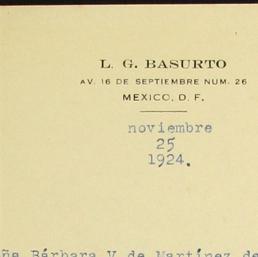 L. G. BASURTO
AV. 16 DE SEPTIEMBRE NUM. 26
MEXICO, D. F.
noviembre
25
1924.
ña Bárbara V de Martínez de